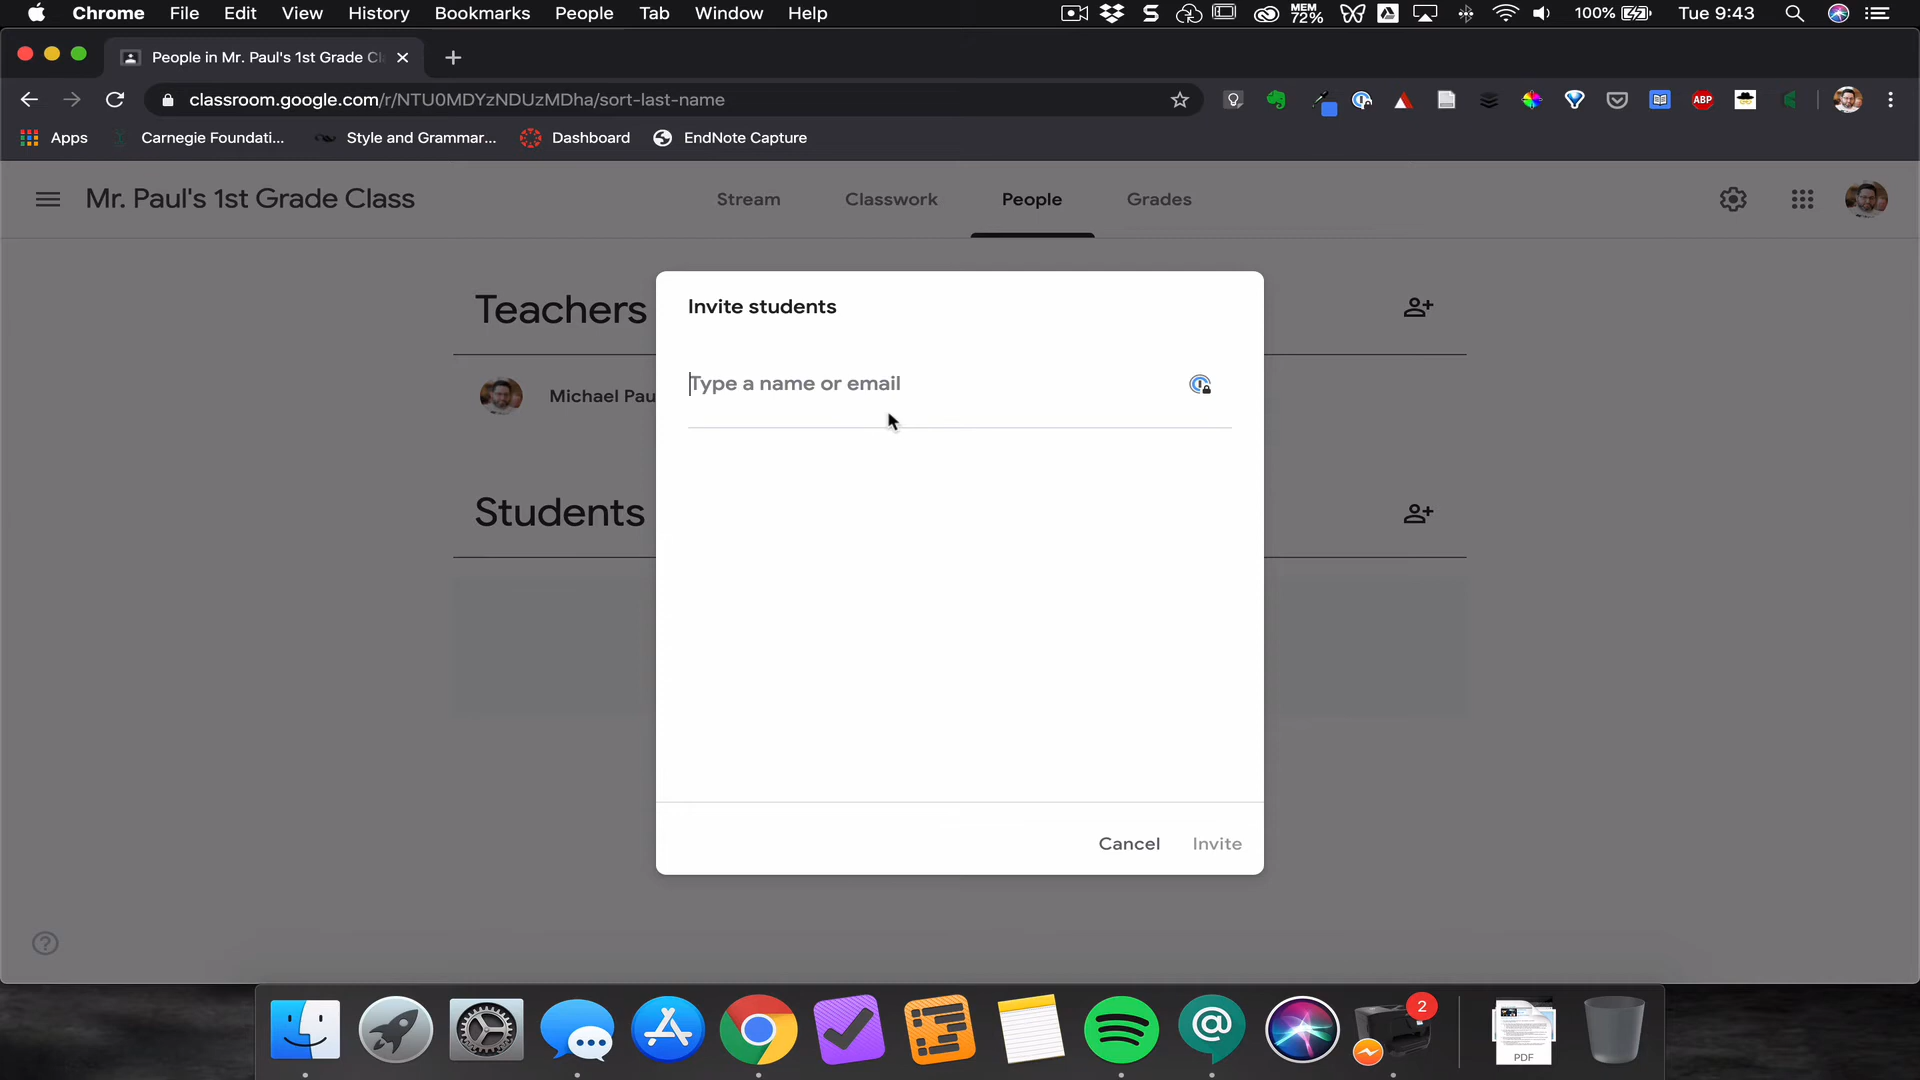 Chrome File Edit View History Bookmarks People Tab Window Help MEM 72% 100% Tue 9:43
People in Mr. Paul's 1st Grade Cl
classroom.google.com/r/NTU0MDYzNDUzMDha/sort-last-name ABP
Apps Carnegie Foundati... Style and Grammar... Dashboard EndNote Capture
Mr. Paul's 1st Grade Class Stream Classwork People Grades
Invite students
Teachers
Type a name or email
Michael Pau
Students
Cancel Invite
2
PDF